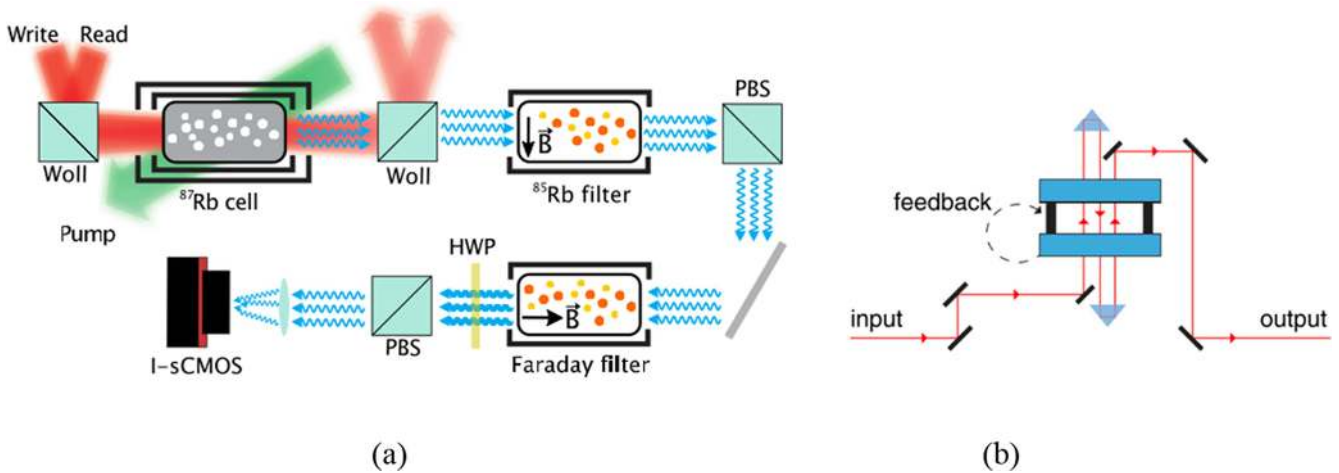 Write Read
PBS
Woll
⁸⁷Rb cell
Woll
B⃗
⁸⁵Rb filter
Pump
HWP
B⃗
I-sCMOS
PBS
Faraday filter
feedback
input
output
(a)
(b)